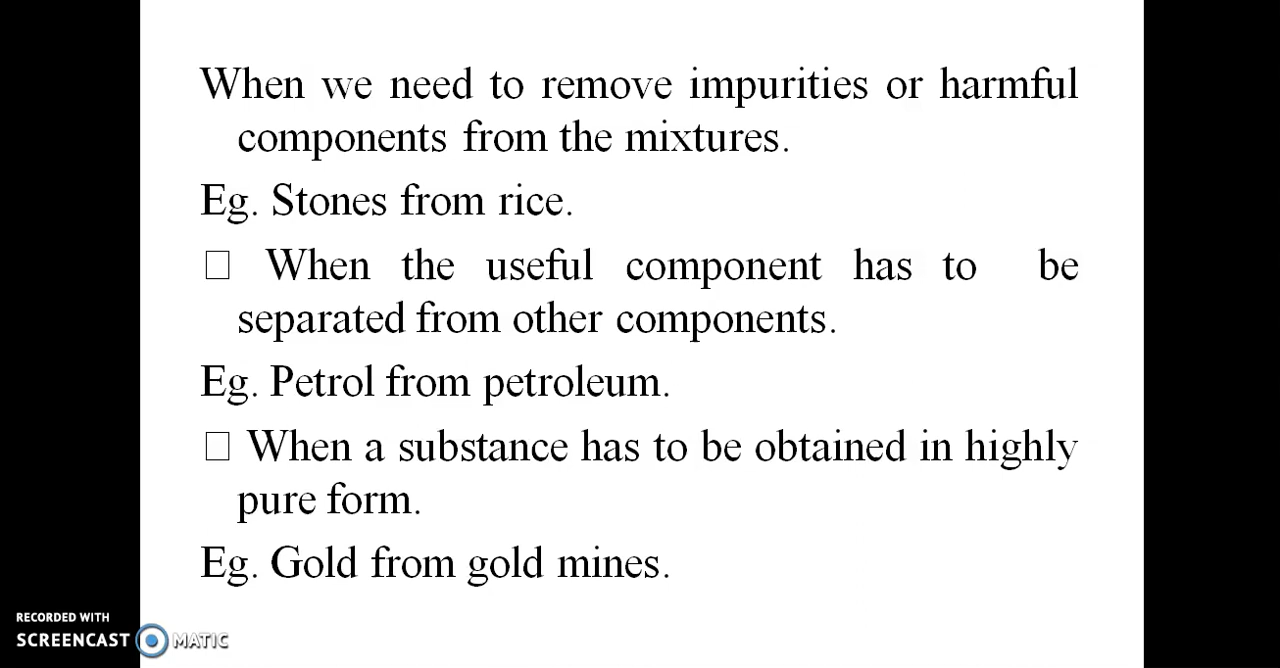 When we need to remove impurities or harmful
components from the mixtures.
Eg. Stones from rice.
□ When the useful component has to be
separated from other components.
Eg. Petrol from petroleum.
□ When a substance has to be obtained in highly
pure form.
Eg. Gold from gold mines.
RECORDED WITH
SCREENCAST MATIC